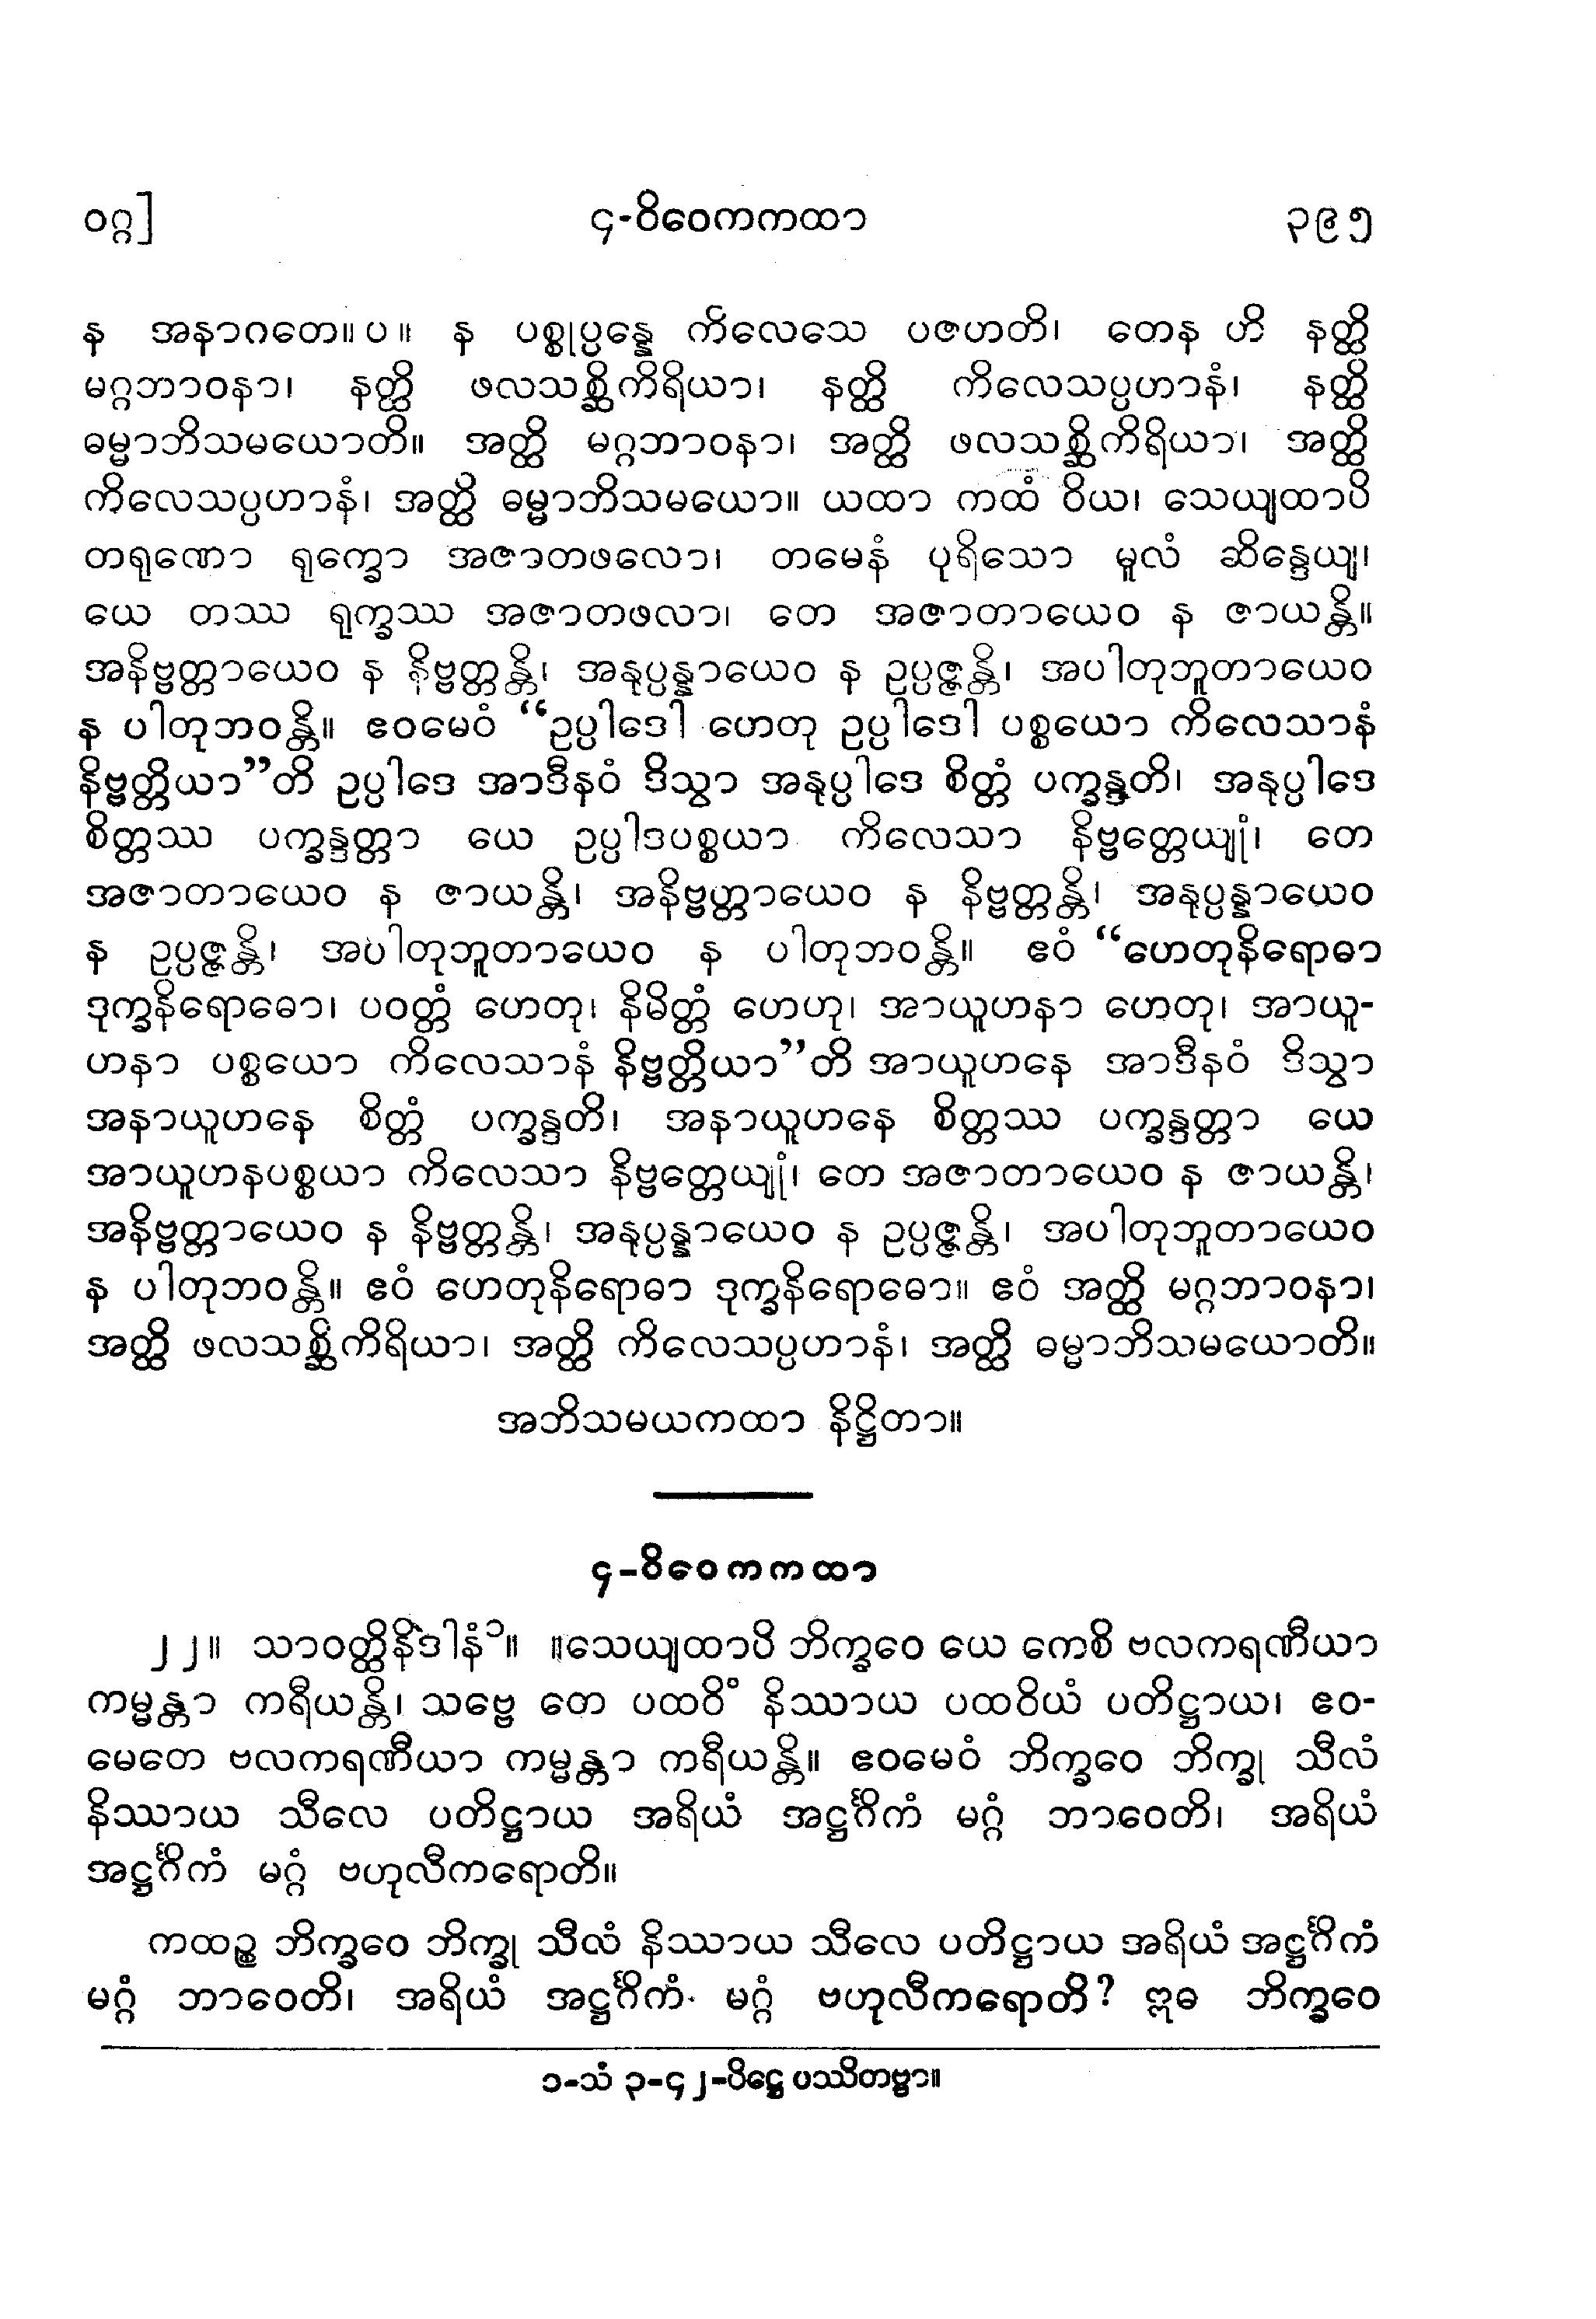 ဝဂ္ဂ] ၄-ဝိဝေကကထာ ၃၉၅
န အနာဂတေ။ ပ ။ န ပစ္စုပ္ပန္နေ ကိလေသေ ပဇဟတိ၊ တေန ဟိ နတ္ထိ
မဂ္ဂဘာဝနာ၊ နတ္ထိ ဖလသစ္ဆိကိရိယာ၊ နတ္ထိ ကိလေသပ္ပဟာနံ၊ နတ္ထိ
ဓမ္မာဘိသမယောတိ။ အတ္ထိ မဂ္ဂဘာဝနာ၊ အတ္ထိ ဖလသစ္ဆိကိရိယာ၊ အတ္ထိ
ကိလေသပ္ပဟာနံ၊ အတ္ထိ ဓမ္မာဘိသမယော။ ယထာ ကထံ ဝိယ၊ သေယျထာပိ
တရုဏော ရုက္ခော အဇာတဖလော၊ တမေနံ ပုရိသော မူလံ ဆိန္ဒေယျ၊
ယေ တဿ ရုက္ခဿ အဇာတဖလာ၊ တေ အဇာတာယေဝ န ဇာယန္တိ။
အနိဗ္ဗတ္တာယေဝ န နိဗ္ဗတ္တန္တိ၊ အနုပ္ပန္နာယေဝ န ဥပ္ပဇ္ဇန္တိ၊ အပါတုဘူတာယေဝ
န ပါတုဘဝန္တိ။ ဧဝမေဝံ “ဥပ္ပါဒေါ ဟေတု ဥပ္ပါဒေါ ပစ္စယော ကိလေသာနံ
နိဗ္ဗတ္တိယာ”တိ ဥပ္ပါဒေ အာဒီနဝံ ဒိသွာ အနုပ္ပါဒေ စိတ္တံ ပက္ခန္ဒတိ၊ အနုပ္ပါဒေ
စိတ္တဿ ပက္ခန္ဒတ္တာ ယေ ဥပ္ပါဒပစ္စယာ ကိလေသာ နိဗ္ဗတ္တေယျုံ၊ တေ
အဇာတာယေဝ န ဇာယန္တိ၊ အနိဗ္ဗတ္တာယေဝ န နိဗ္ဗတ္တန္တိ၊ အနုပ္ပန္နာယေဝ
န ဥပ္ပဇ္ဇန္တိ၊ အပါတုဘူတာယေဝ န ပါတုဘဝန္တိ။ ဧဝံ “ဟေတုနိရောဓာ
ဒုက္ခနိရောဓော၊ ပဝတ္တံ ဟေတု၊ နိမိတ္တံ ဟေဟု၊ အာယူဟနာ ဟေတု၊ အာယူ-
ဟနာ ပစ္စယော ကိလေသာနံ နိဗ္ဗတ္တိယာ”တိ အာယူဟနေ အာဒီနဝံ ဒိသွာ
အနာယူဟနေ စိတ္တံ ပက္ခန္ဒတိ၊ အနာယူဟနေ စိတ္တဿ ပက္ခန္ဒတ္တာ ယေ
အာယူဟနပစ္စယာ ကိလေသာ နိဗ္ဗတ္တေယျုံ၊ တေ အဇာတာယေဝ န ဇာယန္တိ၊
အနိဗ္ဗတ္တာယေဝ န နိဗ္ဗတ္တန္တိ၊ အနုပ္ပန္နာယေဝ န ဥပ္ပဇ္ဇန္တိ၊ အပါတုဘူတာယေဝ
န ပါတုဘဝန္တိ။ ဧဝံ ဟေတုနိရောဓာ ဒုက္ခနိရောဓော။ ဧဝံ အတ္ထိ မဂ္ဂဘာဝနာ၊
အတ္ထိ ဖလသစ္ဆိကိရိယာ၊ အတ္ထိ ကိလေသပ္ပဟာနံ၊ အတ္ထိ ဓမ္မာဘိသမယောတိ။
အဘိသမယကထာ နိဋ္ဌိတာ။
၄-ဝိဝေကကထာ
၂၂။ သာဝတ္ထိနိဒါနံ၁။ ။သေယျထာပိ ဘိက္ခဝေ ယေ ကေစိ ဗလကရဏီယာ
ကမ္မန္တာ ကရီယန္တိ၊ သဗ္ဗေ တေ ပထဝိံ နိဿာယ ပထဝိယံ ပတိဋ္ဌာယ၊ ဧဝ-
မေတေ ဗလကရဏီယာ ကမ္မန္တာ ကရီယန္တိ။ ဧဝမေဝံ ဘိက္ခဝေ ဘိက္ခု သီလံ
နိဿာယ သီလေ ပတိဋ္ဌာယ အရိယံ အဋ္ဌင်္ဂိကံ မဂ္ဂံ ဘာဝေတိ၊ အရိယံ
အဋ္ဌင်္ဂိကံ မဂ္ဂံ ဗဟုလီကရောတိ။
ကထဉ္စ ဘိက္ခဝေ ဘိက္ခု သီလံ နိဿာယ သီလေ ပတိဋ္ဌာယ အရိယံ အဋ္ဌင်္ဂိကံ
မဂ္ဂံ ဘာဝေတိ၊ အရိယံ အဋ္ဌင်္ဂိကံ မဂ္ဂံ ဗဟုလီကရောတိ? ဣဓ ဘိက္ခဝေ
၁-သံ ၃-၄၂-ပိဋ္ဌေ ပဿိတဗ္ဗာ။